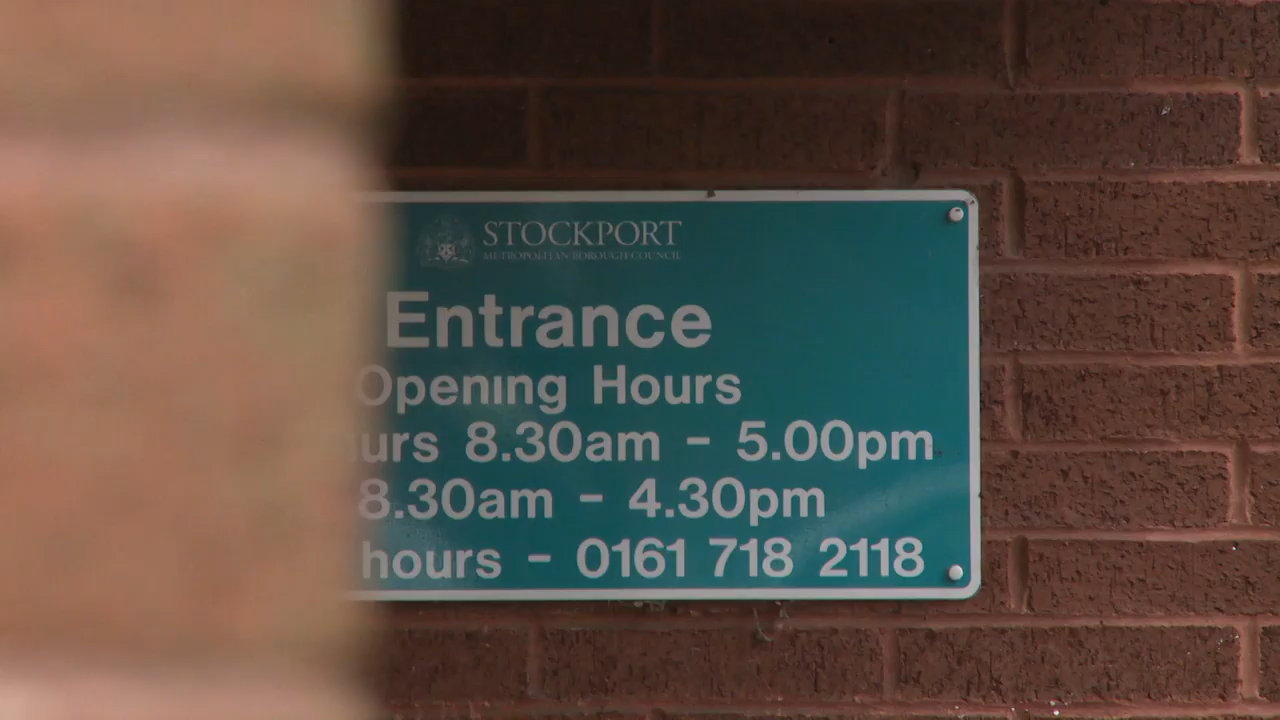 STOCKPORT
METROPOLITAN BOROUGH COUNCIL
Entrance
Opening Hours
urs 8.30am - 5.00pm
8.30am - 4.30pm
hours - 0161 718 2118